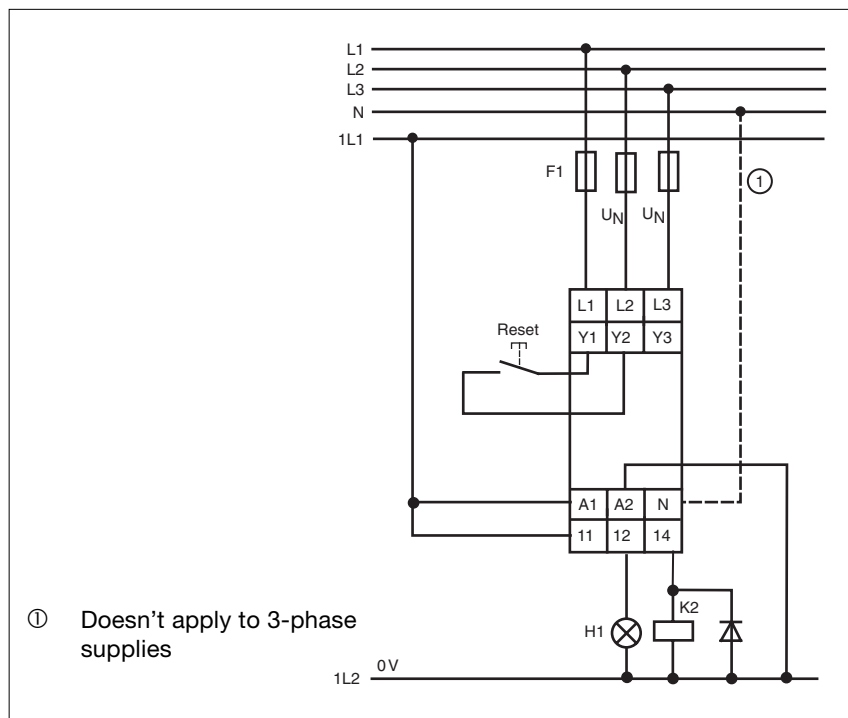 L1
L2
L3
N
1L1
F1
①
UN UN
L1 L2 L3
Reset
Y1 Y2 Y3
A1 A2 N
11 12 14
K2
H1
① Doesn't apply to 3-phase
supplies
0 V
1L2